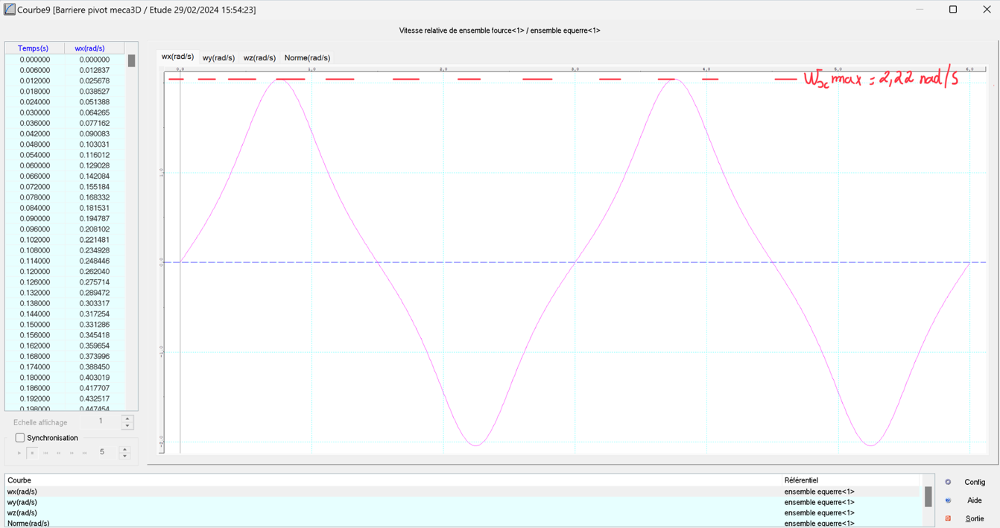 Courbe9 [Barriere pivot meca3D / Etude 29/02/2024 15:54:23]
Vitesse relative de ensemble fource<1> / ensemble equerre<1>
Temps(s) wx(rad/s)
0.000000 0.000000
0.006000 0.012837
0.012000 0.025678
0.018000 0.038527
0.024000 0.051388
0.030000 0.064265
0.036000 0.077162
0.042000 0.090083
0.048000 0.103031
0.054000 0.116012
0.060000 0.129028
0.066000 0.142084
0.072000 0.155184
0.078000 0.168332
0.084000 0.181531
0.090000 0.194787
0.096000 0.208102
0.102000 0.221481
0.108000 0.234928
0.114000 0.248446
0.120000 0.262040
0.126000 0.275714
0.132000 0.289472
0.138000 0.303317
0.144000 0.317254
0.150000 0.331286
0.156000 0.345418
0.162000 0.359654
0.168000 0.373996
0.174000 0.388450
0.180000 0.403019
0.186000 0.417707
0.192000 0.432517
0.198000 0.447454
Echelle affichage 1
Synchronisation
5
wx(rad/s) wy(rad/s) wz(rad/s) Norme(rad/s)
0,0 1,0 2,0 3,0 4,0 5,0 6,0
Wx max = 2,22 rad/s
1,0
0,0
-1,0
-2,0
Courbe Référentiel
wx(rad/s) ensemble equerre<1>
wy(rad/s) ensemble equerre<1>
wz(rad/s) ensemble equerre<1>
Norme(rad/s) ensemble equerre<1>
Config
Aide
Sortie